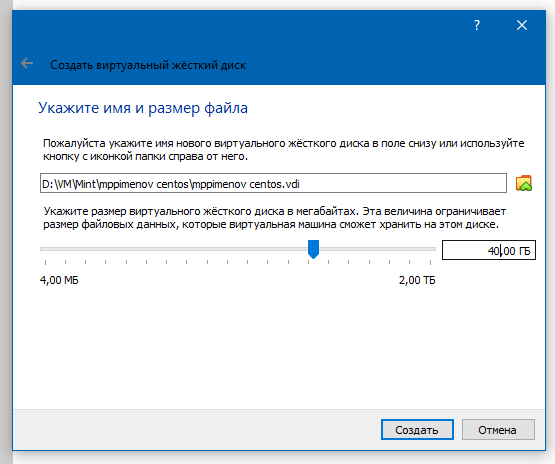 ?
Создать виртуальный жёсткий диск
Укажите имя и размер файла
Пожалуйста укажите имя нового виртуального жёсткого диска в поле снизу или используйте
кнопку с иконкой папки справа от него.
D:\VM\Mint\mppimenov centos\mppimenov centos.vdi
Укажите размер виртуального жёсткого диска в мегабайтах. Эта величина ограничивает
размер файловых данных, которые виртуальная машина сможет хранить на этом диске.
40,00 ГБ
4,00 МБ 2,00 ТБ
Создать Отмена